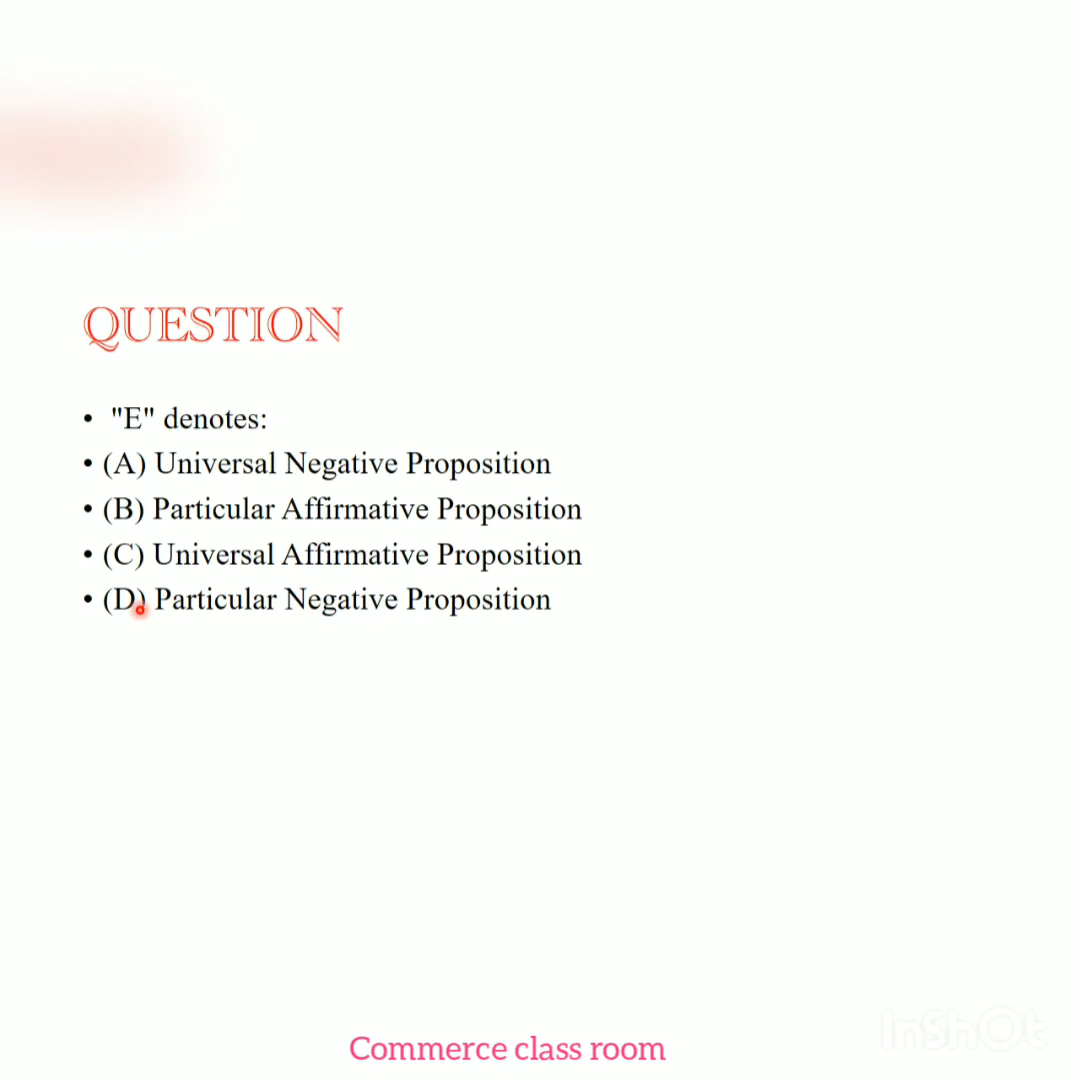 QUESTION
• "E" denotes:
• (A) Universal Negative Proposition
• (B) Particular Affirmative Proposition
• (C) Universal Affirmative Proposition
• (D) Particular Negative Proposition
InShOt
Commerce class room